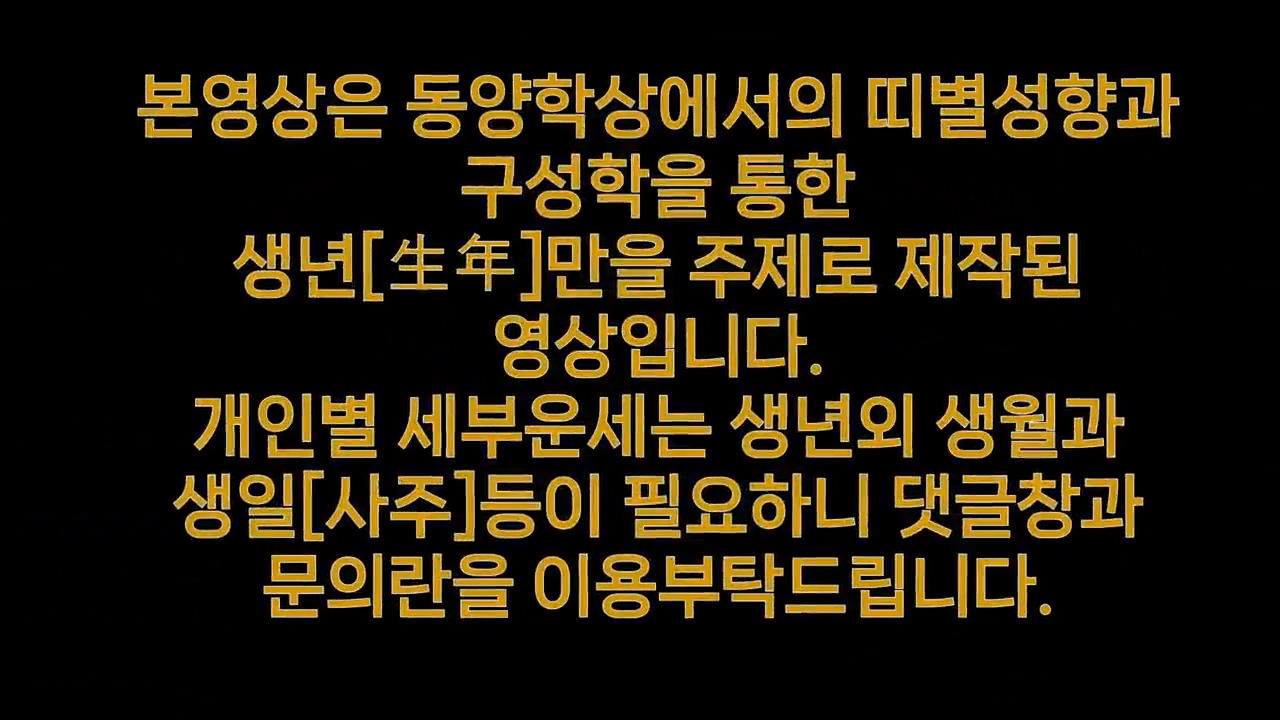 본영상은 동양학상에서의 띠별성향과
구성학을 통한
생년[生年]만을 주제로 제작된
영상입니다.
개인별 세부운세는 생년외 생월과
생일[사주]등이 필요하니 댓글창과
문의란을 이용부탁드립니다.